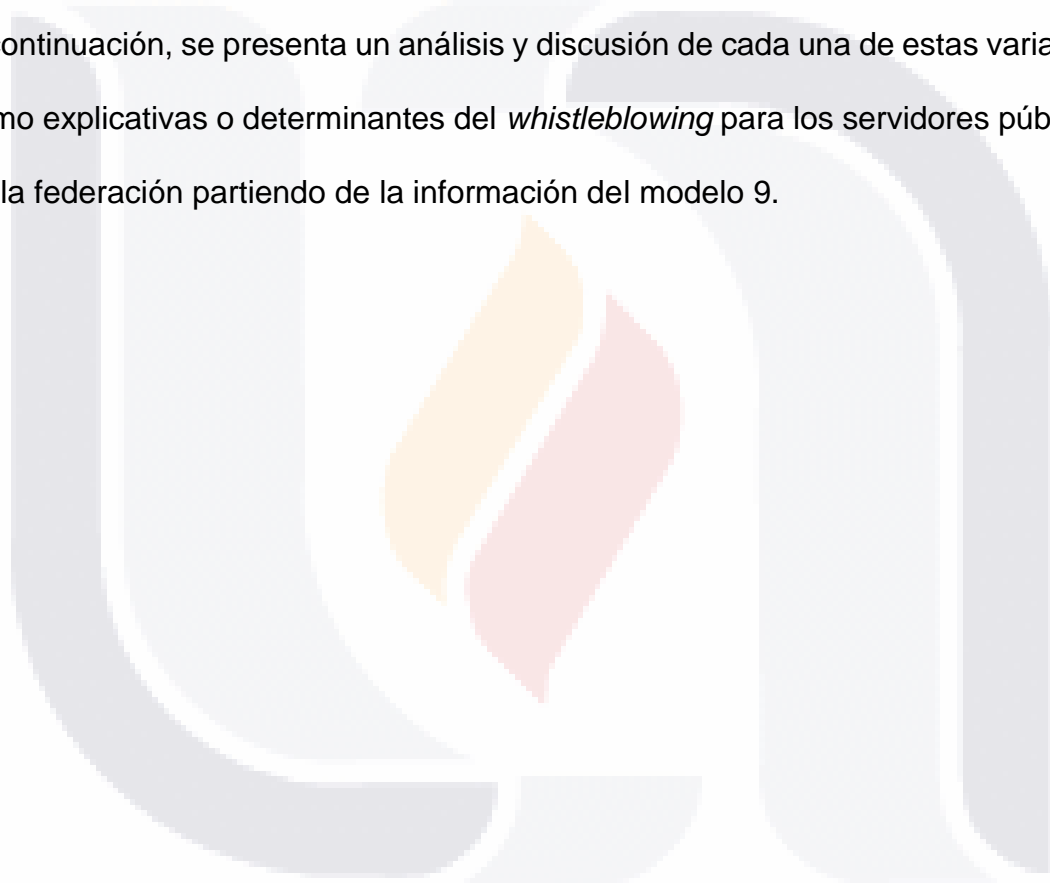 ontinuación, se presenta un análisis y discusión de cada una de estas varia
mo explicativas o determinantes del whistleblowing para los servidores púb
la federación partiendo de la información del modelo 9.